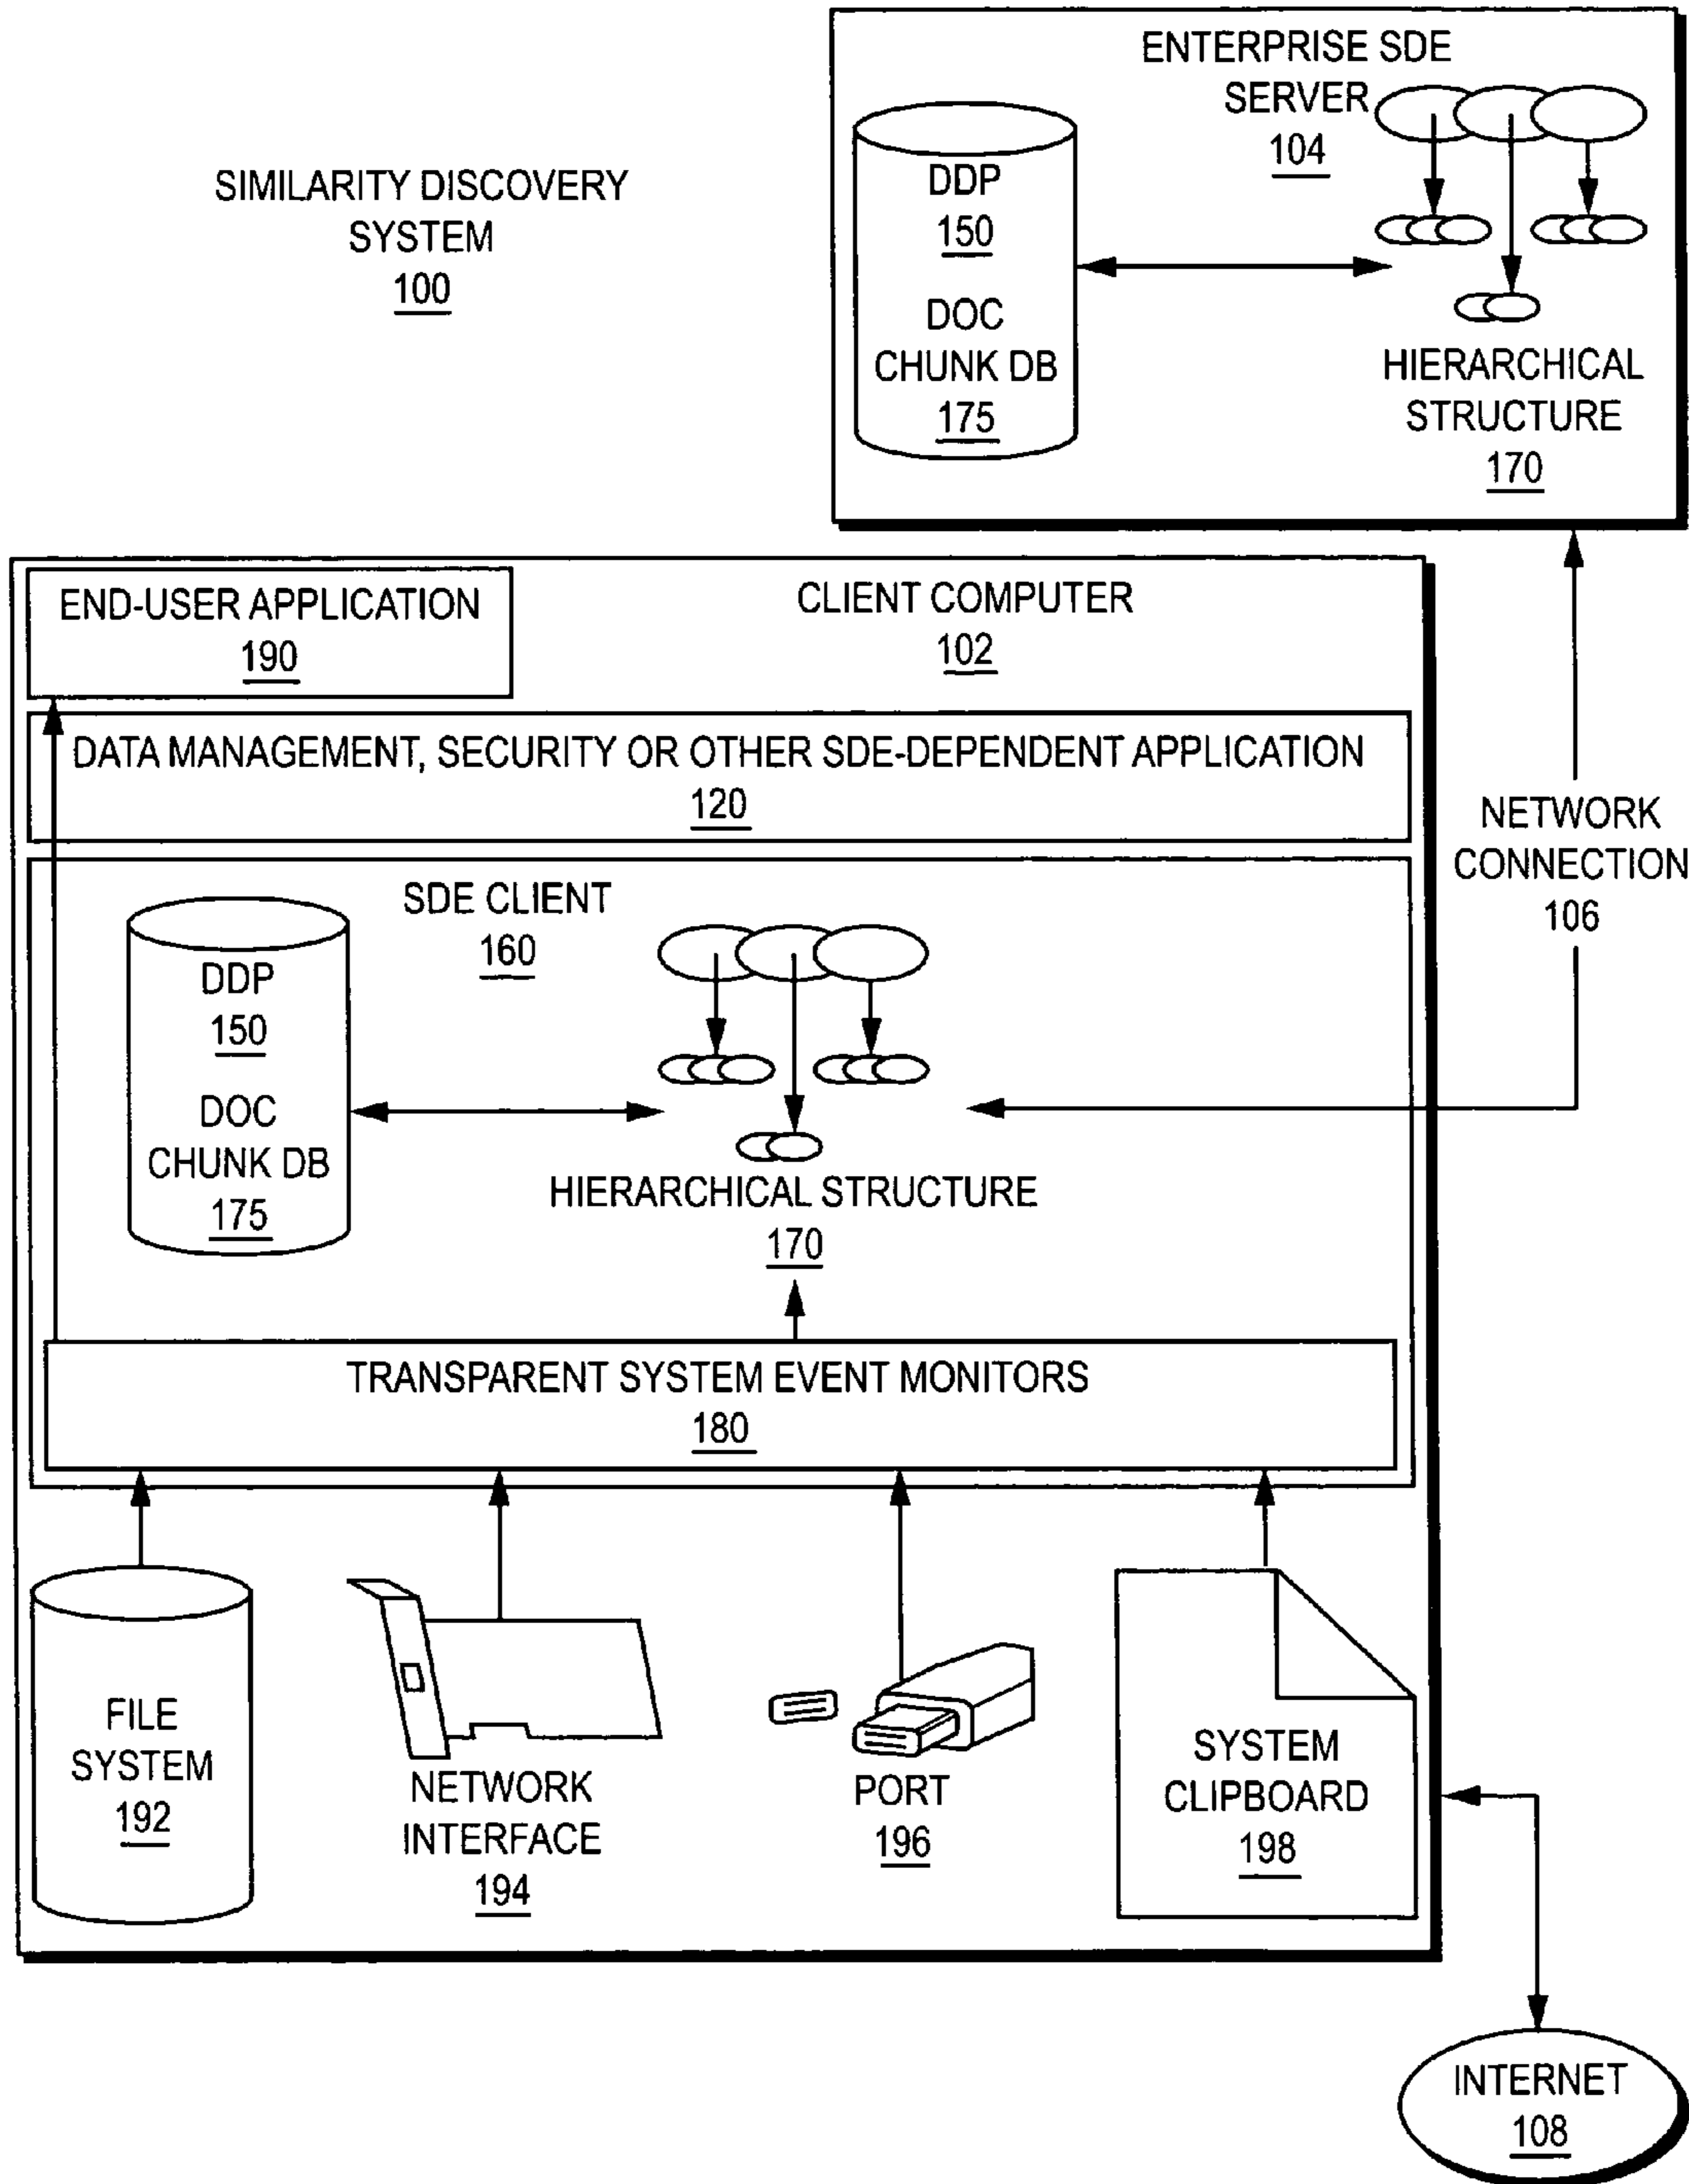 ENTERPRISE SDE
SERVER
104
DDP
150
DOC
CHUNK DB
175
HIERARCHICAL
STRUCTURE
170
SIMILARITY DISCOVERY
SYSTEM
100
END-USER APPLICATION
190
CLIENT COMPUTER
102
DATA MANAGEMENT, SECURITY OR OTHER SDE-DEPENDENT APPLICATION
120
NETWORK
CONNECTION
106
SDE CLIENT
160
DDP
150
DOC
CHUNK DB
175
HIERARCHICAL STRUCTURE
170
TRANSPARENT SYSTEM EVENT MONITORS
180
FILE
SYSTEM
192
NETWORK
INTERFACE
194
PORT
196
SYSTEM
CLIPBOARD
198
INTERNET
108